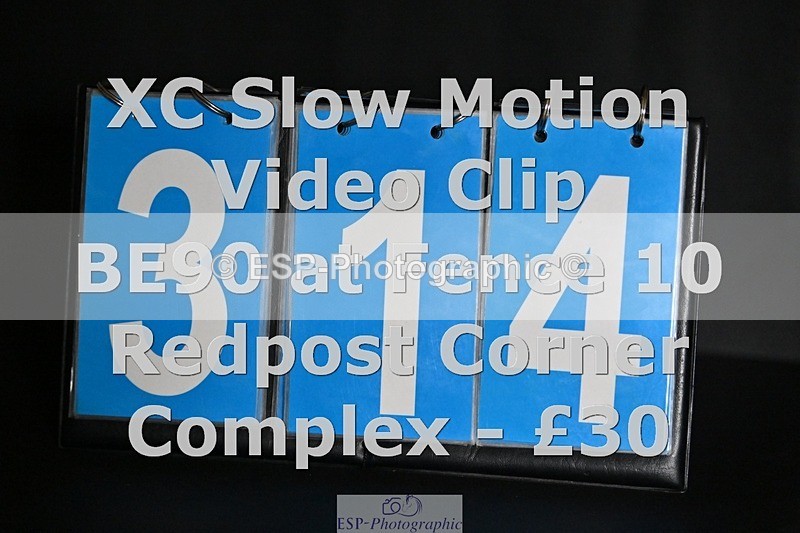 XC Slow Motion
Video Clip
BE90 at Fence 10
Redpost Corner
Complex - £30
314
© ESP-Photographic ©
ESP-Photographic